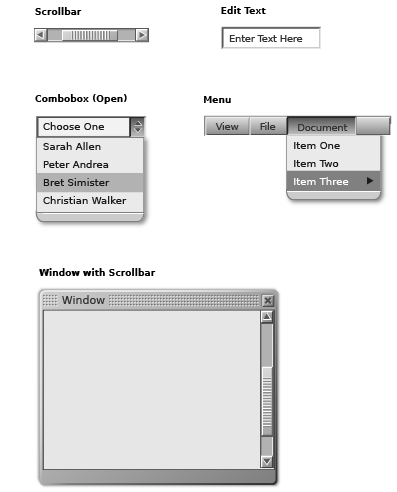 Scrollbar
Edit Text
Enter Text Here
Combobox (Open)
Choose One
Sarah Allen
Peter Andrea
Bret Simister
Christian Walker
Menu
View File Document
Item One
Item Two
Item Three
Window with Scrollbar
Window